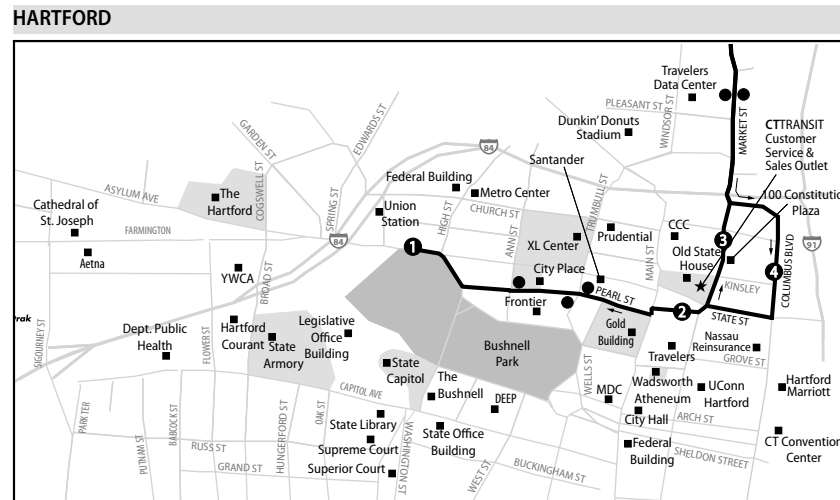 HARTFORD
Travelers
Data Center
PLEASANT ST
WINDSOR ST
MARKET ST
Dunkin' Donuts
Stadium
CTTRANSIT
Customer
Service &
Sales Outlet
EDWARDS ST
GARDEN ST
84
Santander
Federal Building
Metro Center
TRUMBULL ST
100 Constitution
Plaza
ASYLUM AVE
The
Hartford
COGSWELL ST
SPRING ST
Union
Station
HIGH ST
CHURCH ST
ANN ST
Cathedral of
St. Joseph
FARMINGTON
84
XL Center
Prudential
MAIN ST
CCC
3
91
Aetna
1
Old State
House
4
COLUMBUS BLVD
YWCA
City Place
KINSLEY
BROAD ST
PEARL ST
Frontier
2
STATE ST
trak
SIGOURNEY ST
Dept. Public
Health
FLOWER ST
Hartford
Courant
State
Armory
Legislative
Office
Building
Gold
Building
Bushnell
Park
Travelers
Nassau
Reinsurance
GROVE ST
State
Capitol
WELLS ST
Wadsworth
Atheneum
UConn
Hartford
Hartford
Marriott
CAPITOL AVE
The
Bushnell
DEEP
MDC
PARK TER
PUTNAM ST
BABCOCK ST
HUNGERFORD ST
OAK ST
State Library
WASHINGTON ST
State Office
Building
City Hall
ARCH ST
RUSS ST
Supreme Court
Federal
Building
SHELDON STREET
CT Convention
Center
GRAND ST
Superior Court
WEST ST
BUCKINGHAM ST